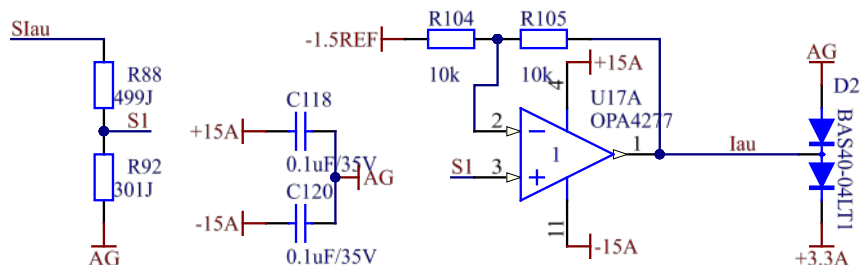 SIau
R88
499J
S1
R92
301J
AG
C118
+15A
0.1uF/35V
AG
C120
-15A
0.1uF/35V
-1.5REF
R104
10k
R105
10k
4
+15A
U17A
OPA4277
2
1
1
S1
3
11
-15A
Iau
AG
D2
BAS40-04LT1
+3.3A